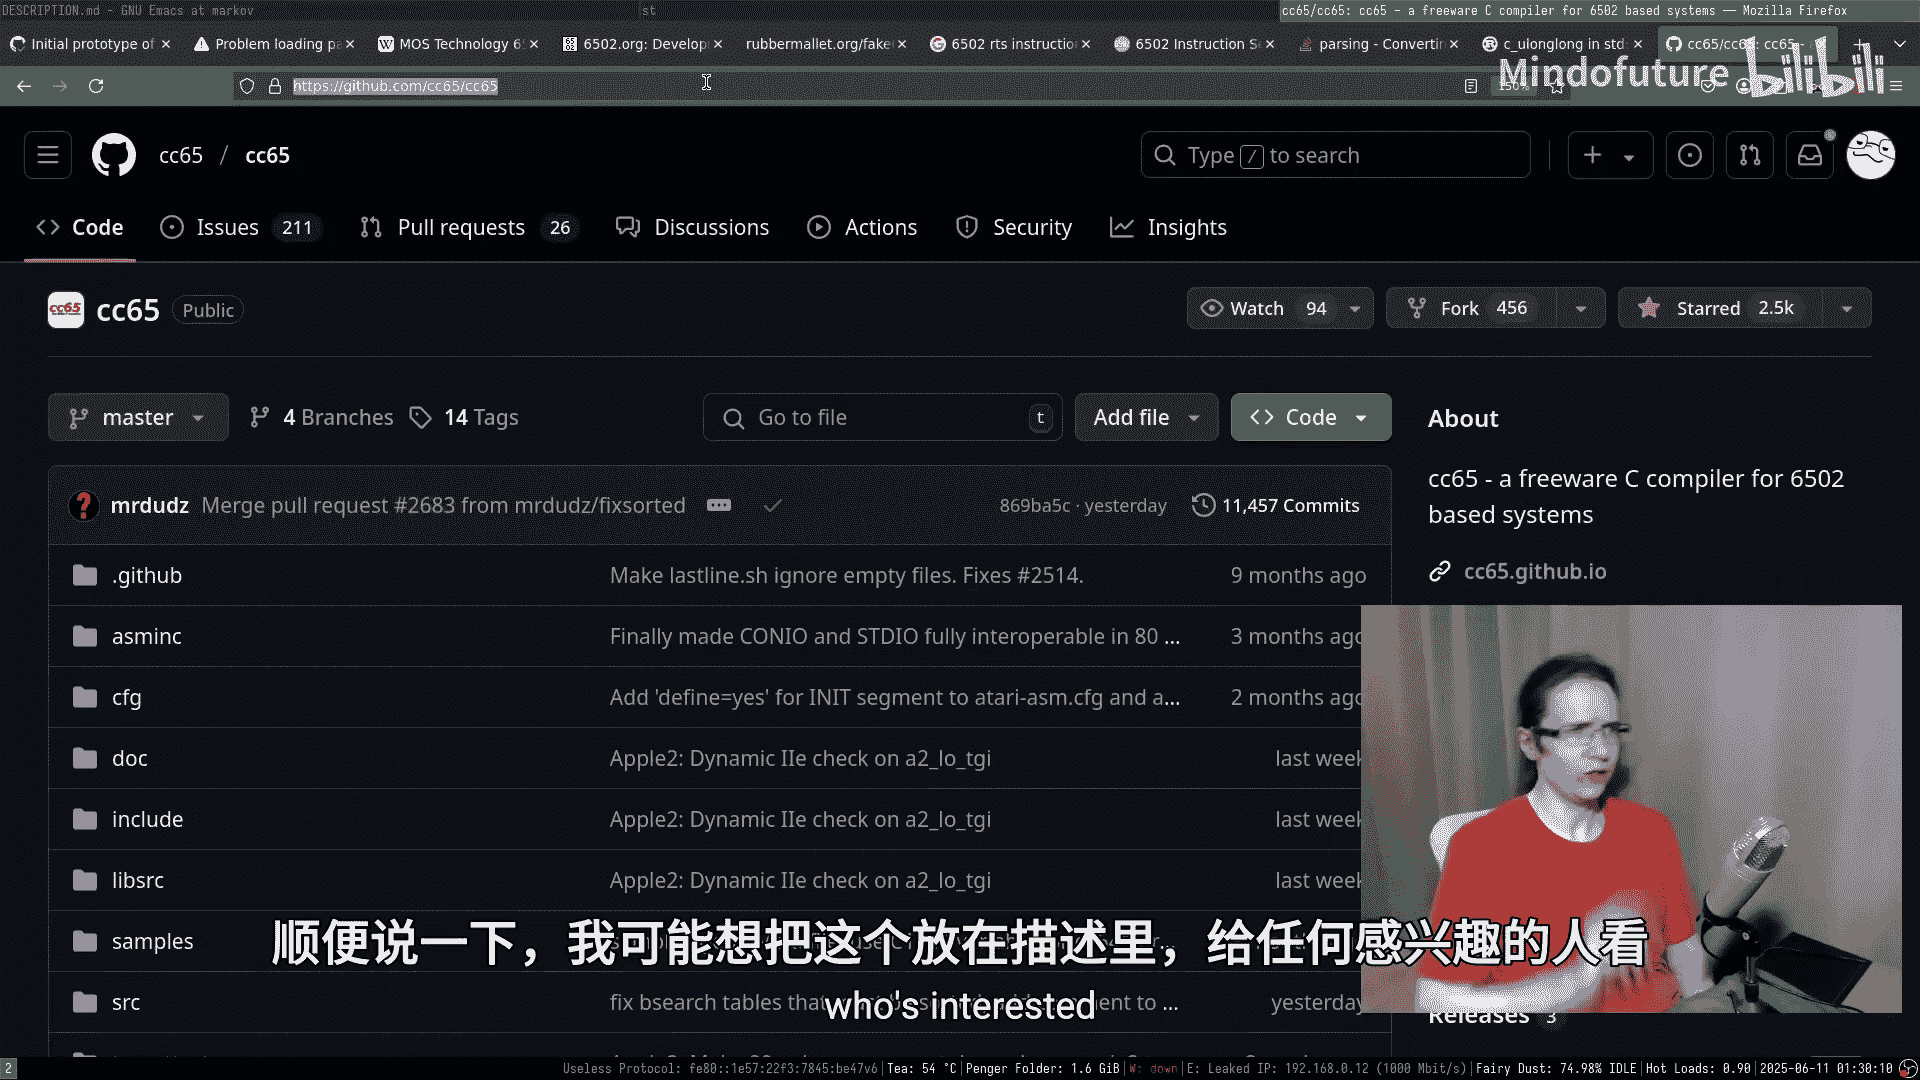 DESCRIPTION.md - GNU Emacs at markov
st
cc65/cc65: cc65 - a freeware C compiler for 6502 based systems — Mozilla Firefox
Initial prototype of
Problem loading pa
MOS Technology 6
6502.org: Develop
rubbermallet.org/fake
6502 rts instructio
6502 Instruction S
parsing - Convertin
c_ulonglong in std
cc65/cc65: cc65 -
https://github.com/cc65/cc65
150%
Mindofuture
bilibili
cc65 / cc65
Type / to search
Code
Issues 211
Pull requests 26
Discussions
Actions
Security
Insights
cc65
cc65 Public
Watch 94
Fork 456
Starred 2.5k
master
4 Branches
14 Tags
Go to file t
Add file
Code
About
cc65 - a freeware C compiler for 6502
based systems
cc65.github.io
mrdudz Merge pull request #2683 from mrdudz/fixsorted
869ba5c · yesterday
11,457 Commits
.github Make lastline.sh ignore empty files. Fixes #2514. 9 months ago
asminc Finally made CONIO and STDIO fully interoperable in 80 ... 3 months ago
cfg Add 'define=yes' for INIT segment to atari-asm.cfg and a... 2 months ago
doc Apple2: Dynamic IIe check on a2_lo_tgi last week
include Apple2: Dynamic IIe check on a2_lo_tgi last week
libsrc Apple2: Dynamic IIe check on a2_lo_tgi last week
samples
顺便说一下，我可能想把这个放在描述里，给任何感兴趣的人看
src fix bsearch tables that yesterday
who's interested
Releases 3
2
Useless Protocol: fe80::1e57:22f3:7845:be47v6|Tea: 54 °C|Penger Folder: 1.6 GiB|W: down|E: Leaked IP: 192.168.0.12 (1000 Mbit/s)|Fairy Dust: 74.98% IDLE|Hot Loads: 0.90|2025-06-11 01:30:10